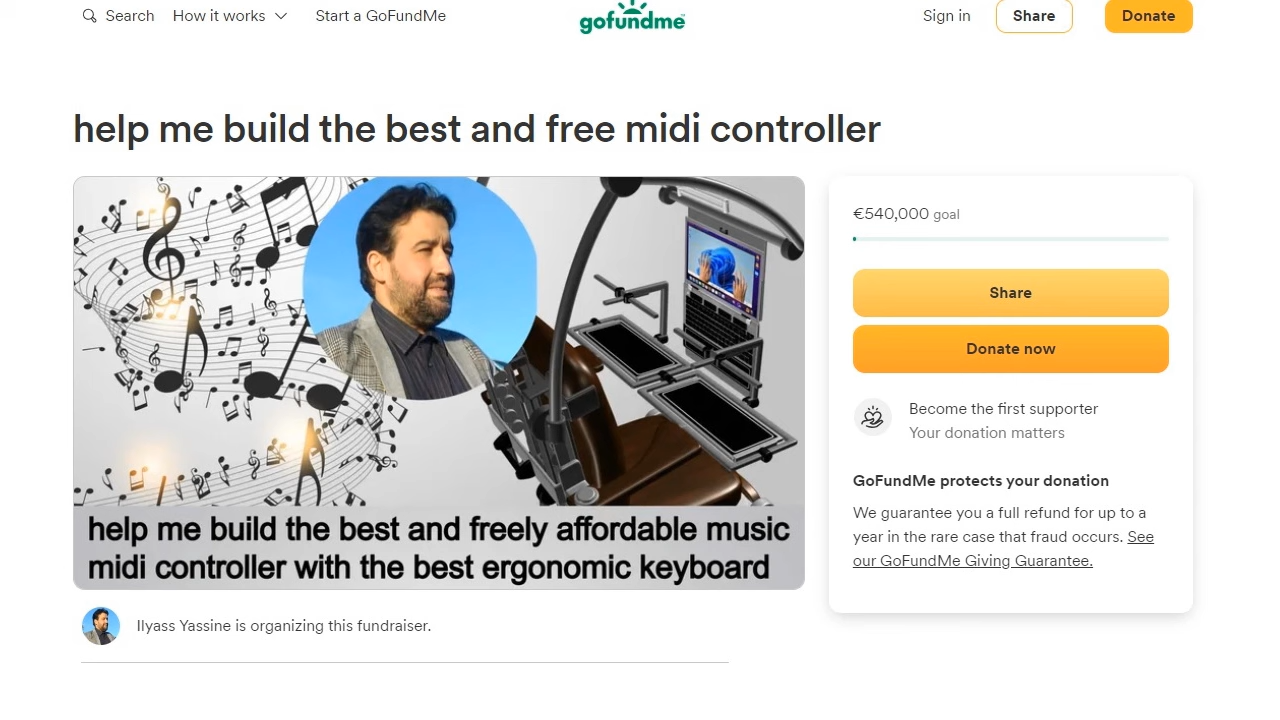 Search
How it works
Start a GoFundMe
gofundme
Sign in
Share
Donate
help me build the best and free midi controller
help me build the best and freely affordable music
midi controller with the best ergonomic keyboard
Ilyass Yassine is organizing this fundraiser.
€540,000 goal
Share
Donate now
Become the first supporter
Your donation matters
GoFundMe protects your donation
We guarantee you a full refund for up to a
year in the rare case that fraud occurs. See
our GoFundMe Giving Guarantee.